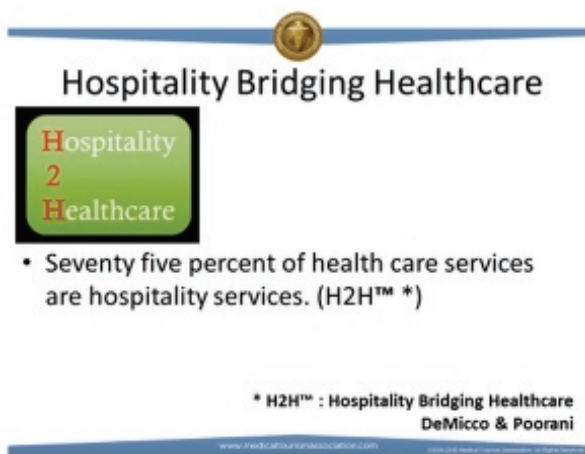 Hospitality Bridging Healthcare
Hospitality
2
Healthcare
• Seventy five percent of health care services
are hospitality services. (H2H™ *)
* H2H™ : Hospitality Bridging Healthcare
DeMicco & Poorani
www.medicaltourismassociation.com